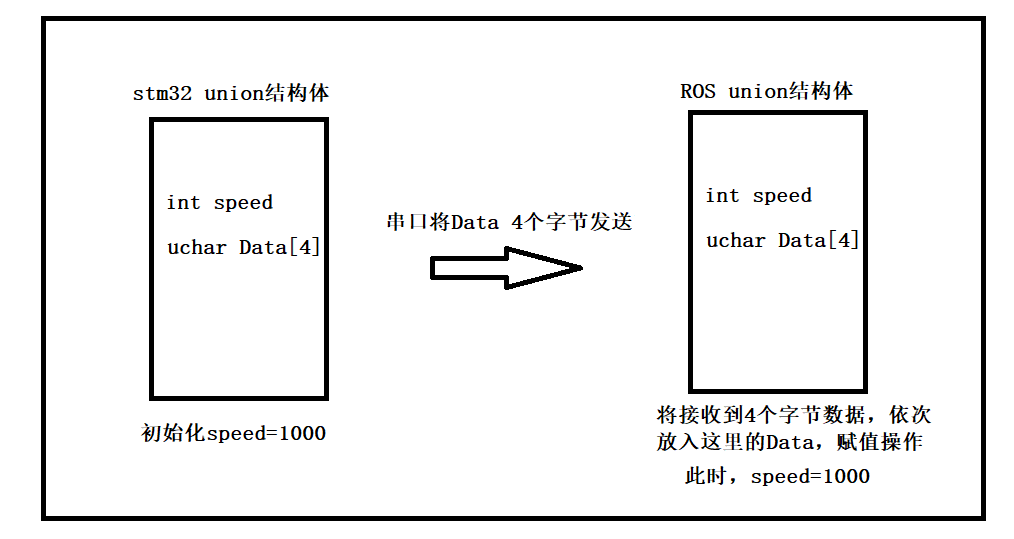 stm32 union结构体
int speed
uchar Data[4]
初始化speed=1000
串口将Data 4个字节发送
ROS union结构体
int speed
uchar Data[4]
将接收到4个字节数据，依次
放入这里的Data，赋值操作
此时，speed=1000